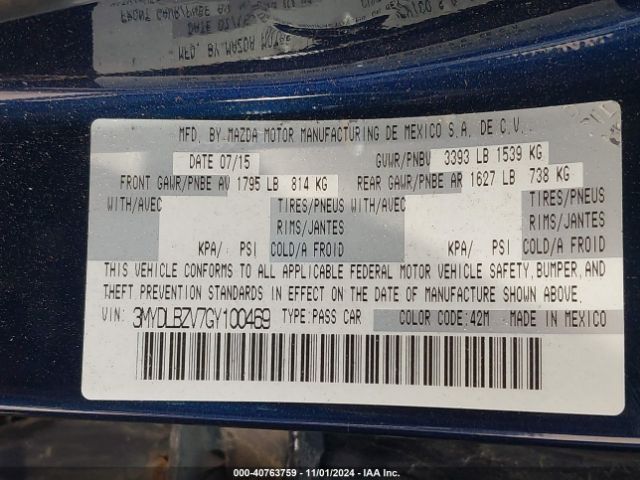 MFD. BY MAZDA MOTOR MANUFACTURING DE MEXICO S.A. DE C.V.
DATE 07/15 GVWR/PNBV 3393 LB 1539 KG
FRONT GAWR/PNBE AV 1795 LB 814 KG REAR GAWR/PNBE AR 1627 LB 738 KG
WITH/AVEC TIRES/PNEUS WITH/AVEC TIRES/PNEUS
RIMS/JANTES RIMS/JANTES
KPA/ PSI COLD/A FROID KPA/ PSI COLD/A FROID
THIS VEHICLE CONFORMS TO ALL APPLICABLE FEDERAL MOTOR VEHICLE SAFETY, BUMPER, AND
THEFT PREVENTION STANDARDS IN EFFECT ON THE DATE OF MANUFACTURE SHOWN ABOVE.
VIN: 3MYDLBZV7GY100469 TYPE: PASS CAR COLOR CODE: 42M MADE IN MEXICO
000-40763759 - 11/01/2024 - IAA Inc.